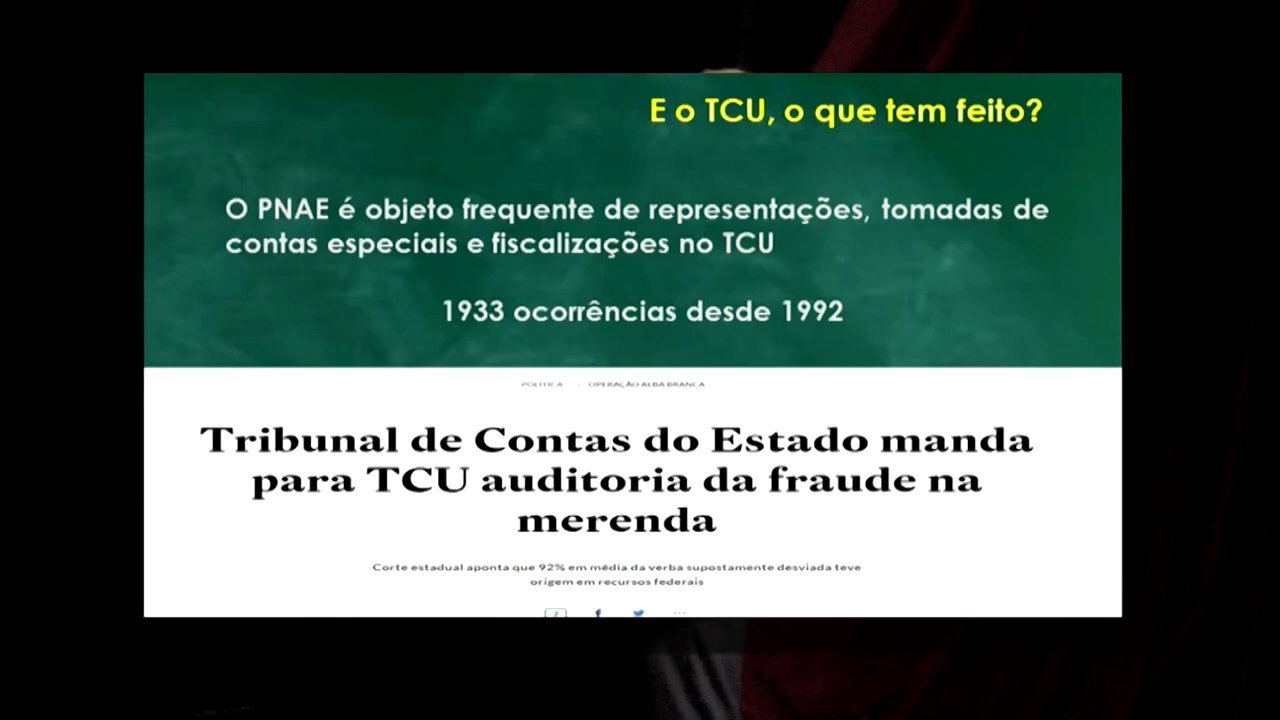 E o TCU, o que tem feito?
O PNAE é objeto frequente de representações, tomadas de
contas especiais e fiscalizações no TCU
1933 ocorrências desde 1992
POLÍTICA OPERAÇÃO ALBA BRANCA
Tribunal de Contas do Estado manda
para TCU auditoria da fraude na
merenda
Corte estadual aponta que 92% em média da verba supostamente desviada teve
origem em recursos federais
2